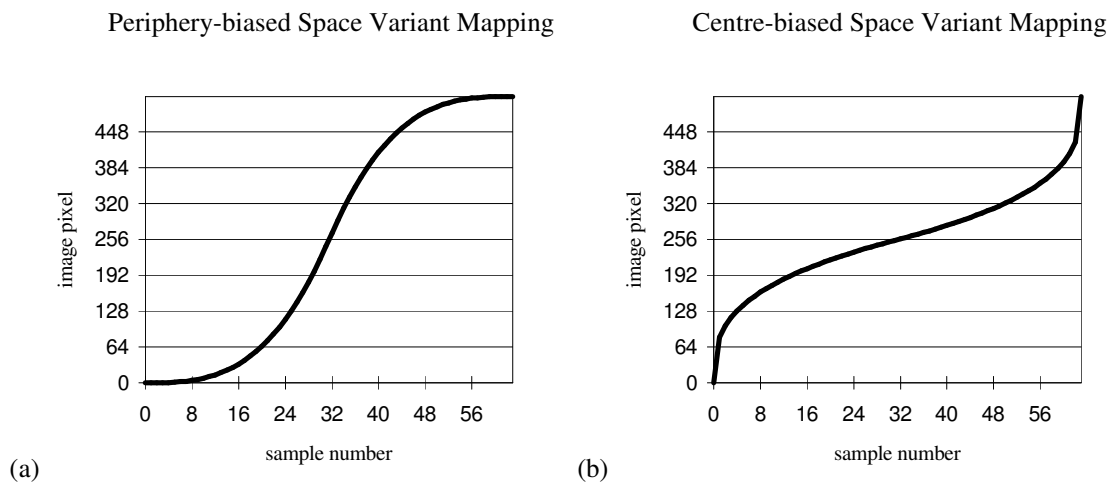 Periphery-biased Space Variant Mapping
448
384
320
256
192
128
64
0
image pixel
0 8 16 24 32 40 48 56
sample number
(a)
Centre-biased Space Variant Mapping
448
384
320
256
192
128
64
0
image pixel
0 8 16 24 32 40 48 56
sample number
(b)